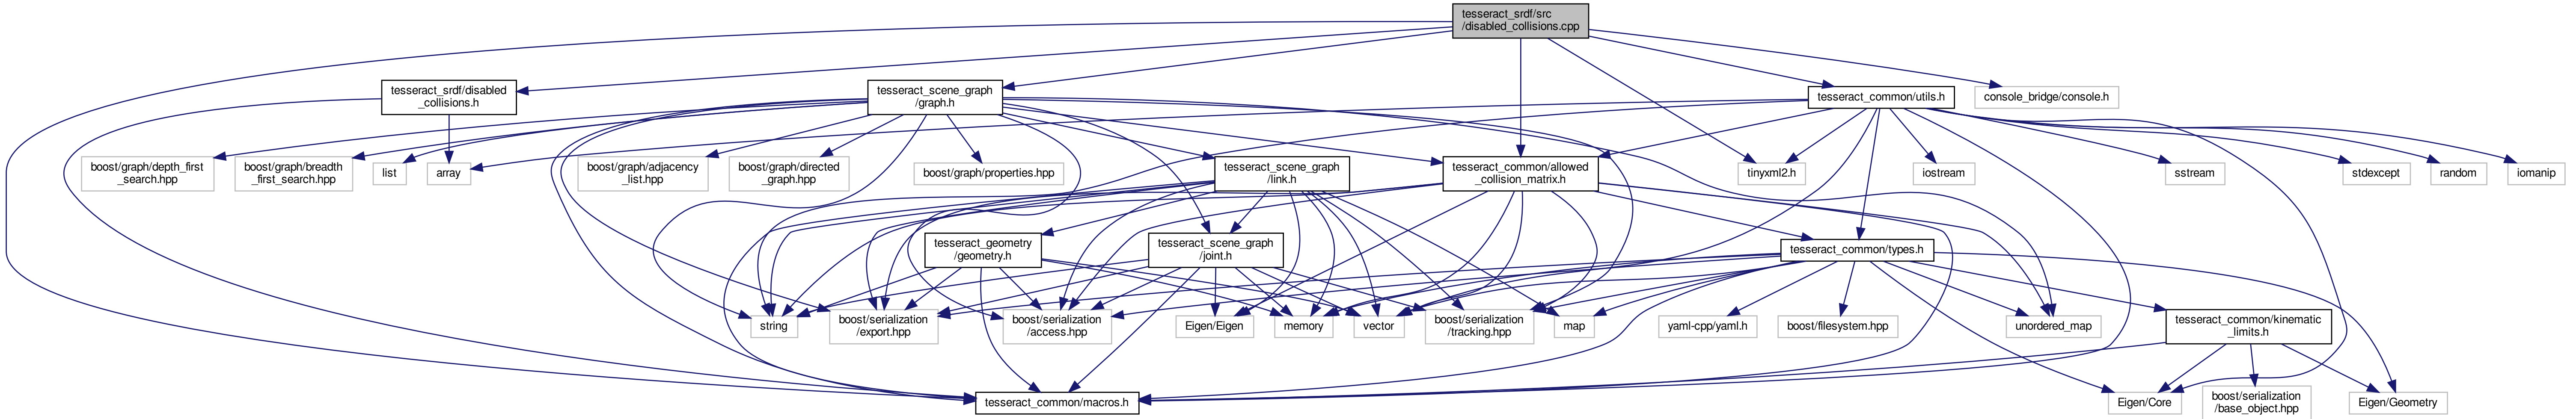 tesseract_srdf/src
/disabled_collisions.cpp
tesseract_srdf/disabled
_collisions.h
tesseract_scene_graph
/graph.h
tesseract_common/utils.h
console_bridge/console.h
boost/graph/depth_first
_search.hpp
boost/graph/breadth
_first_search.hpp
list
array
boost/graph/adjacency
_list.hpp
boost/graph/directed
_graph.hpp
boost/graph/properties.hpp
tesseract_scene_graph
/link.h
tesseract_common/allowed
_collision_matrix.h
tinyxml2.h
iostream
sstream
stdexcept
random
iomanip
tesseract_geometry
/geometry.h
tesseract_scene_graph
/joint.h
tesseract_common/types.h
string
boost/serialization
/export.hpp
boost/serialization
/access.hpp
Eigen/Eigen
memory
vector
boost/serialization
/tracking.hpp
map
yaml-cpp/yaml.h
boost/filesystem.hpp
unordered_map
tesseract_common/kinematic
_limits.h
tesseract_common/macros.h
Eigen/Core
boost/serialization
/base_object.hpp
Eigen/Geometry